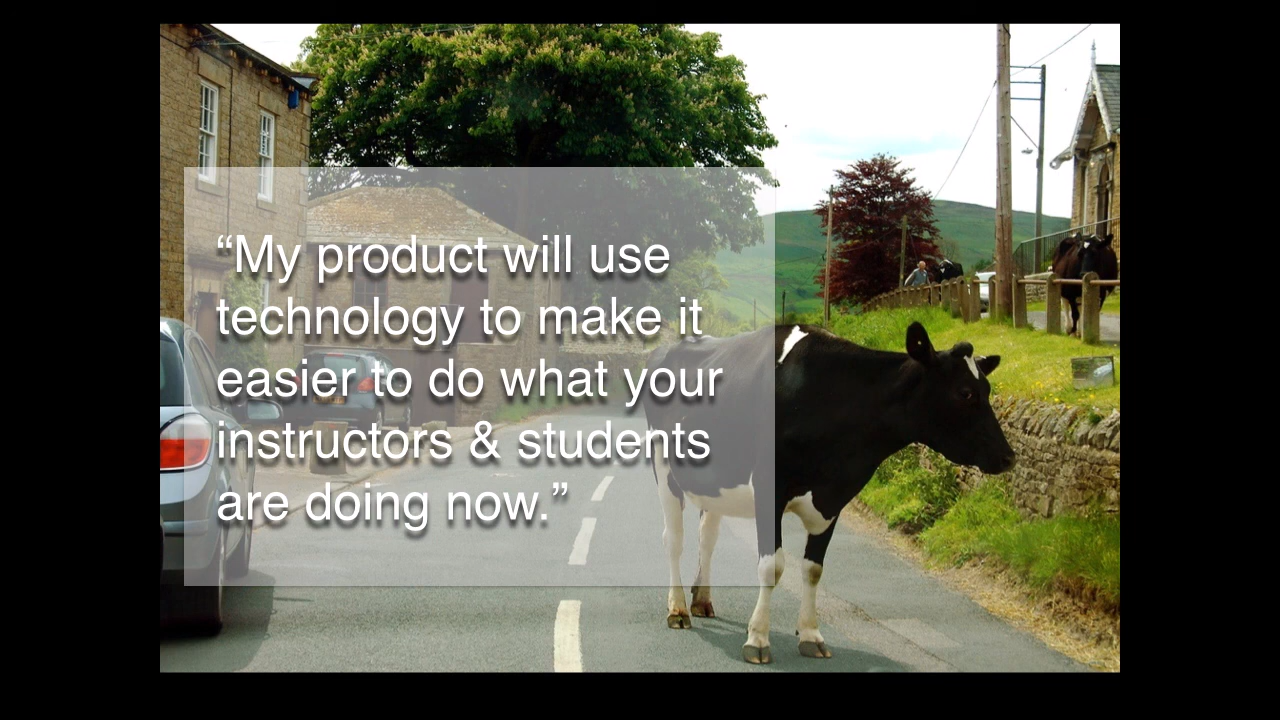 “My product will use
technology to make it
easier to do what your
instructors & students
are doing now.”